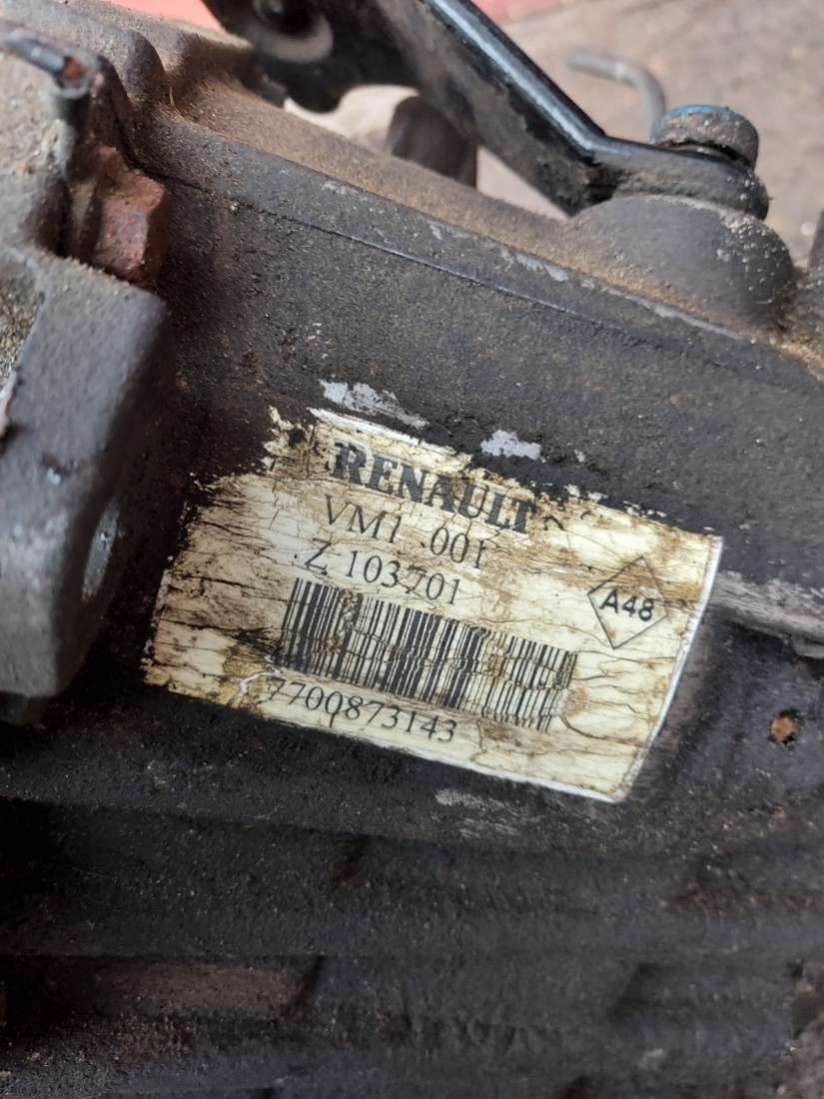 RENAULT
VM1 001
Z 103701
A48
7700873143